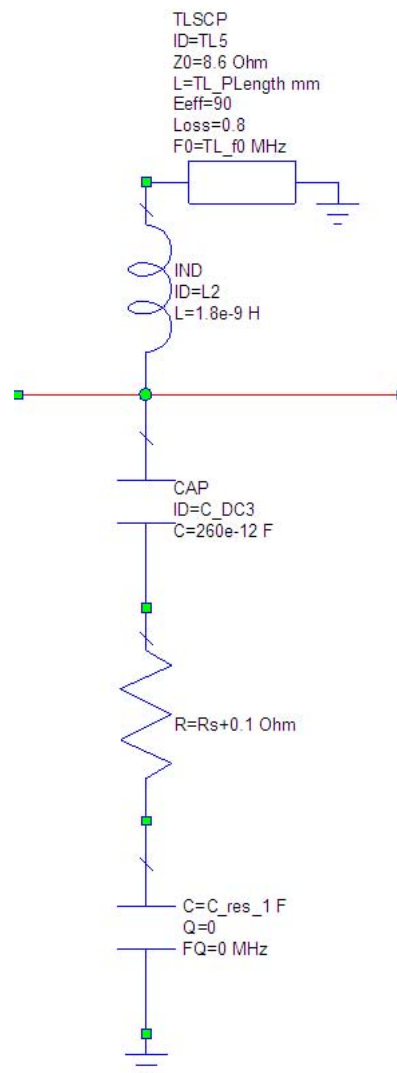 TLSCP
ID=TL5
Z0=8.6 Ohm
L=TL_PLength mm
Eeff=90
Loss=0.8
F0=TL_f0 MHz
IND
ID=L2
L=1.8e-9 H
CAP
ID=C_DC3
C=260e-12 F
R=Rs+0.1 Ohm
C=C_res_1 F
Q=0
FQ=0 MHz